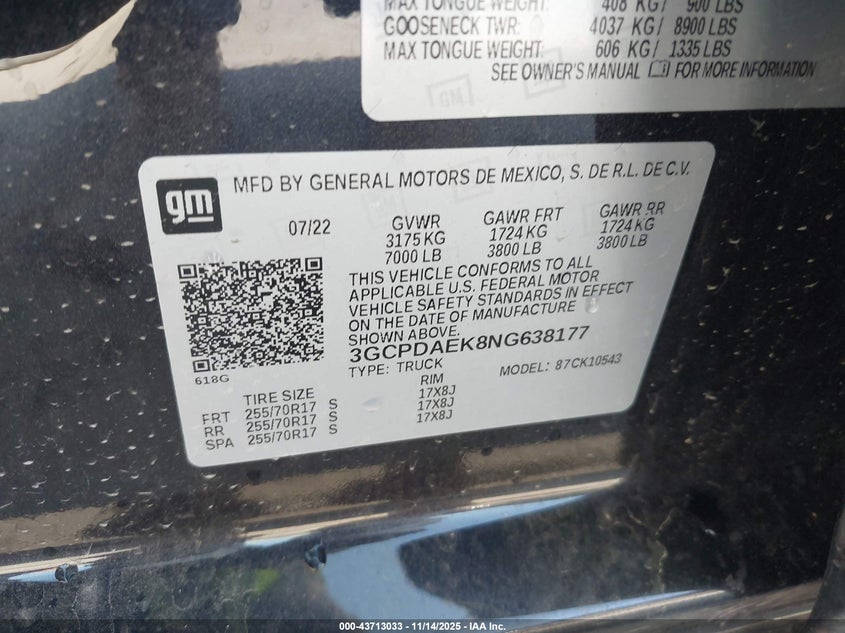 MAX TONGUE WEIGHT: 408 KG/ 900 LBS
GOOSENECK TWR: 4037 KG/ 8900 LBS
MAX TONGUE WEIGHT: 606 KG/ 1335 LBS
SEE OWNER'S MANUAL FOR MORE INFORMATION
gm
MFD BY GENERAL MOTORS DE MEXICO, S. DE R.L. DE C.V.
07/22 GVWR GAWR FRT GAWR RR
3175 KG 1724 KG 1724 KG
7000 LB 3800 LB 3800 LB
THIS VEHICLE CONFORMS TO ALL
APPLICABLE U.S. FEDERAL MOTOR
VEHICLE SAFETY STANDARDS IN EFFECT
ON THE DATE OF MANUFACTURE
SHOWN ABOVE.
3GCPDAEK8NG638177
TYPE: TRUCK MODEL: 87CK10543
618G
TIRE SIZE RIM
FRT 255/70R17 S 17X8J
RR 255/70R17 S 17X8J
SPA 255/70R17 S 17X8J
000-43713033 - 11/14/2025 - IAA Inc.